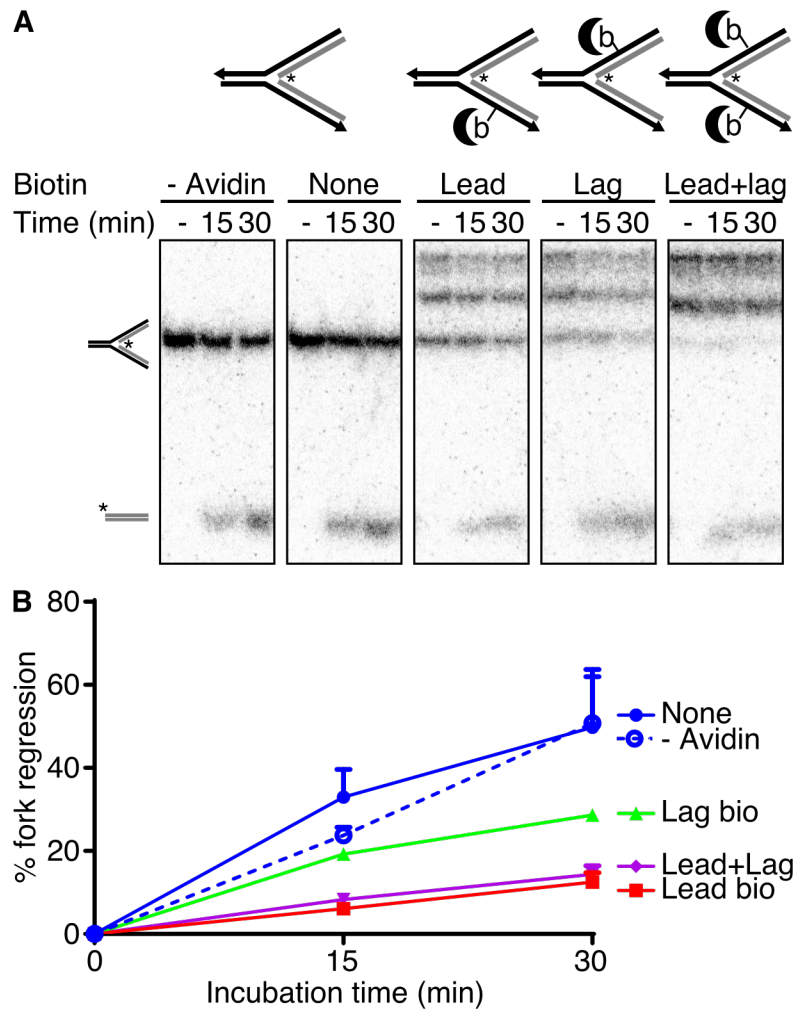 A
b b b
b b
Biotin - Avidin None Lead Lag Lead+lag
Time (min) - 15 30 - 15 30 - 15 30 - 15 30 - 15 30
*
*
B
80
60
40
20
0
% fork regression
None
- Avidin
Lag bio
Lead+Lag
Lead bio
0 15 30
Incubation time (min)